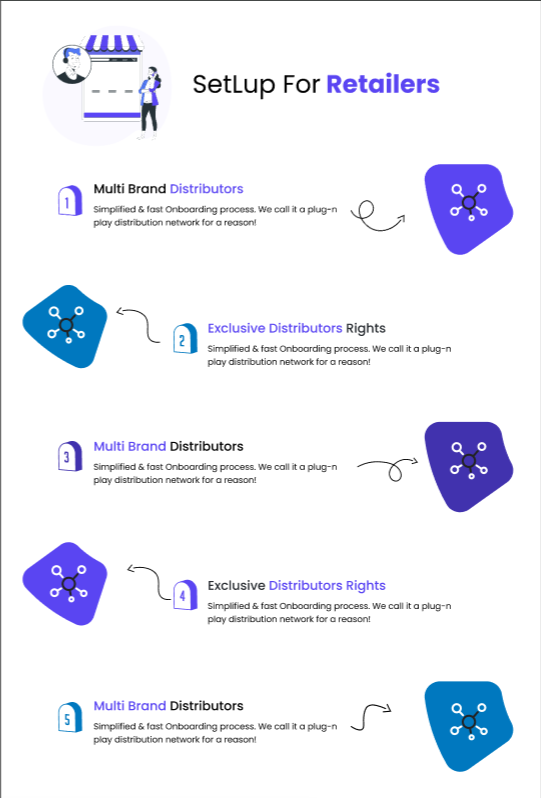 SetLup For Retailers
1
Multi Brand Distributors
Simplified & fast Onboarding process. We call it a plug-n
play distribution network for a reason!
2
Exclusive Distributors Rights
Simplified & fast Onboarding process. We call it a plug-n
play distribution network for a reason!
3
Multi Brand Distributors
Simplified & fast Onboarding process. We call it a plug-n
play distribution network for a reason!
4
Exclusive Distributors Rights
Simplified & fast Onboarding process. We call it a plug-n
play distribution network for a reason!
5
Multi Brand Distributors
Simplified & fast Onboarding process. We call it a plug-n
play distribution network for a reason!